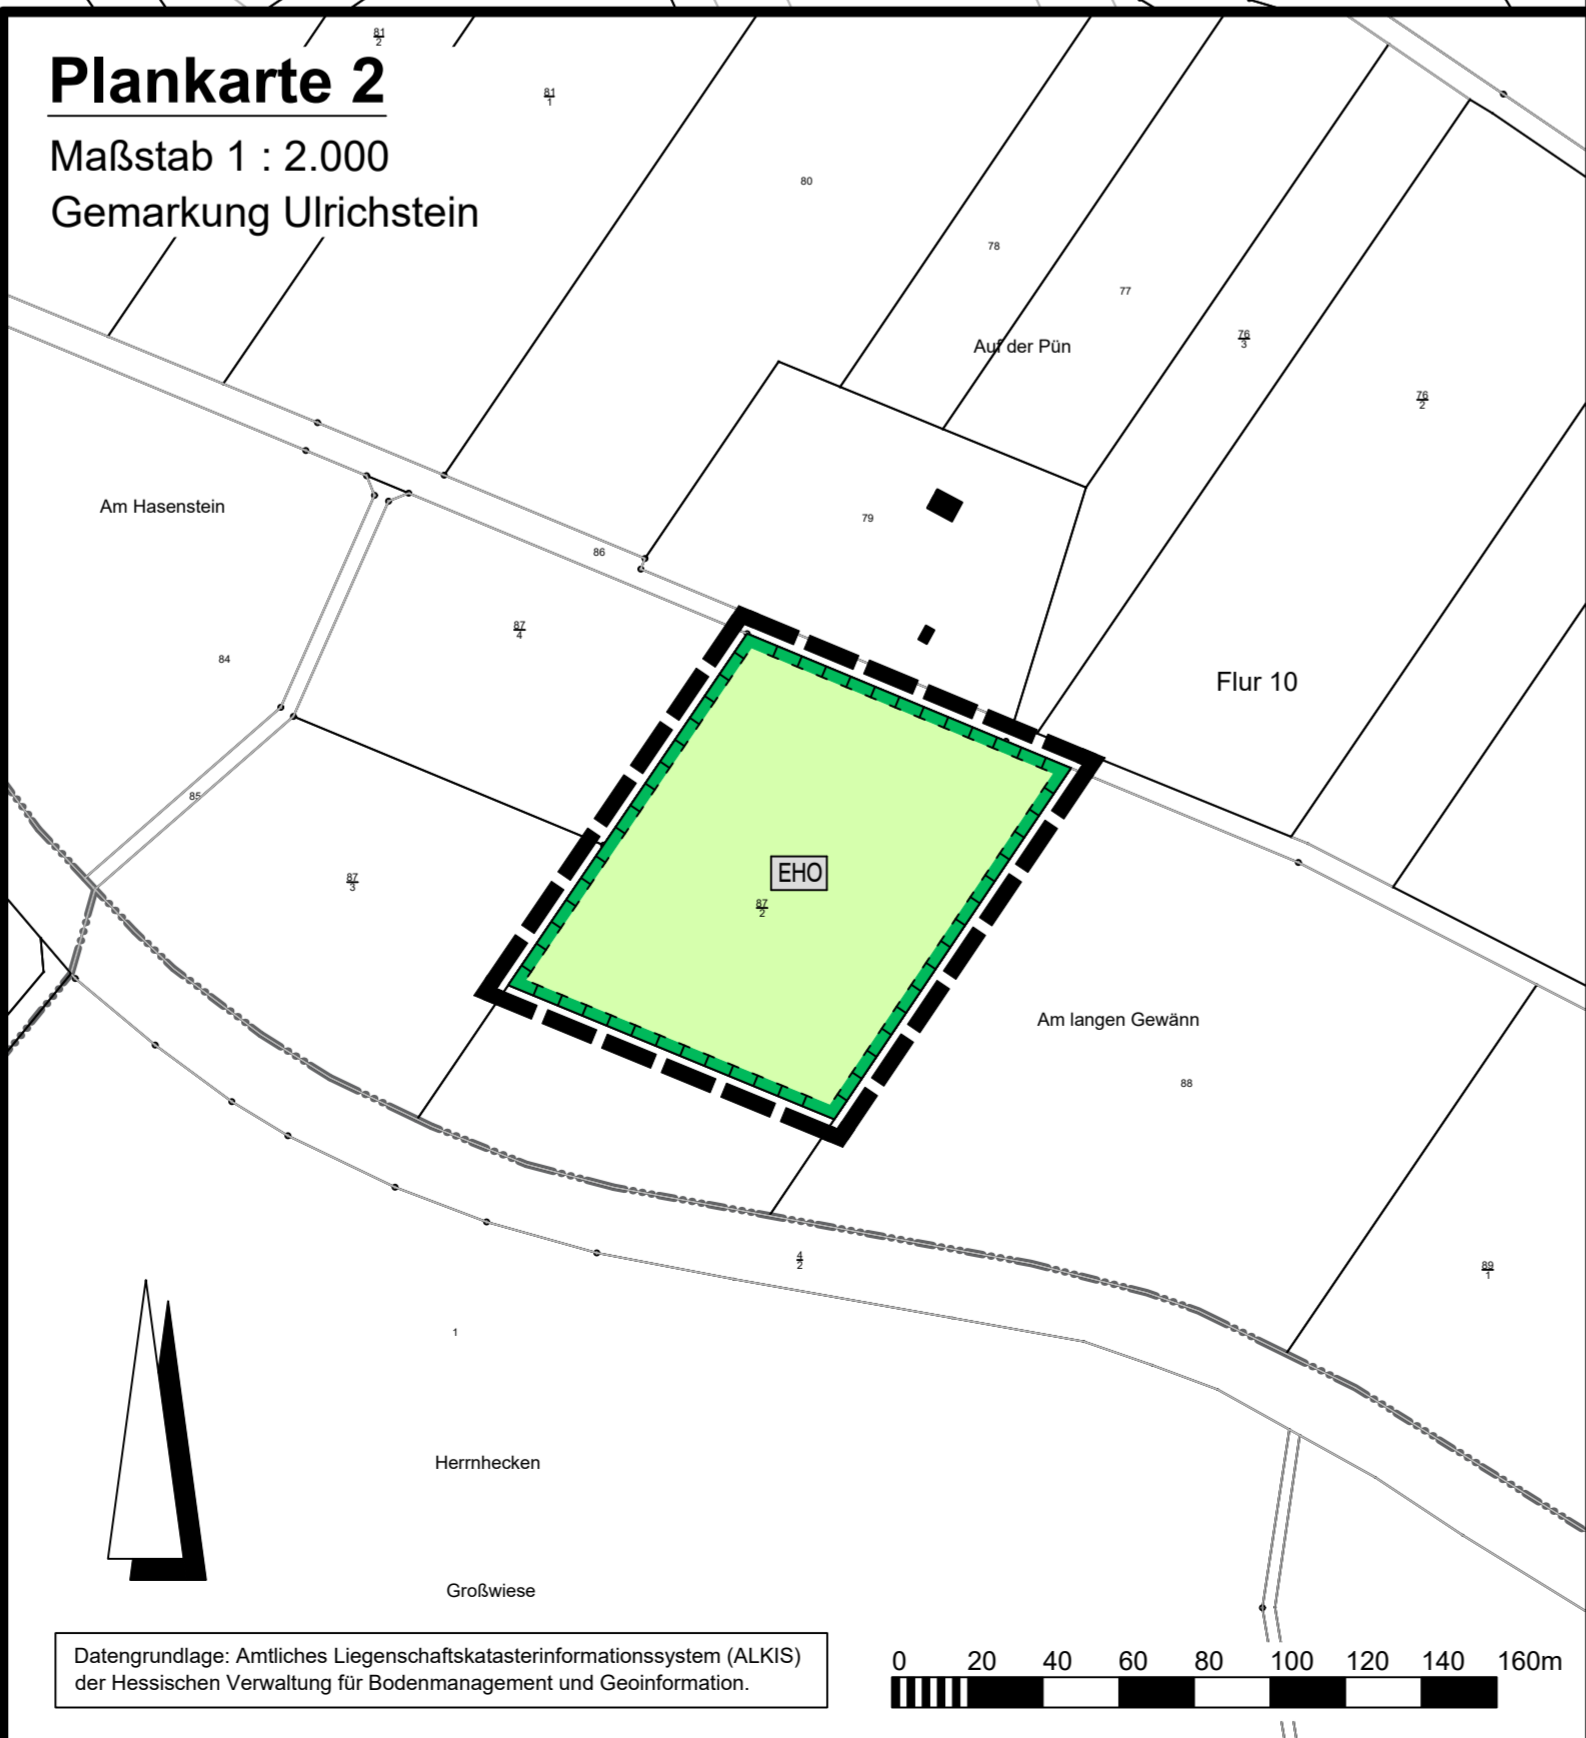 81
2
Plankarte 2
81
1
Maßstab 1 : 2.000
80
Gemarkung Ulrichstein
78
77
76
3
Auf der Pün
76
2
Am Hasenstein
79
86
87
4
84
Flur 10
85
87
3
EHO
87
2
Am langen Gewänn
88
4
2
89
1
1
Herrnhecken
Großwiese
Datengrundlage: Amtliches Liegenschaftskatasterinformationssystem (ALKIS)
der Hessischen Verwaltung für Bodenmanagement und Geoinformation.
0 20 40 60 80 100 120 140 160m